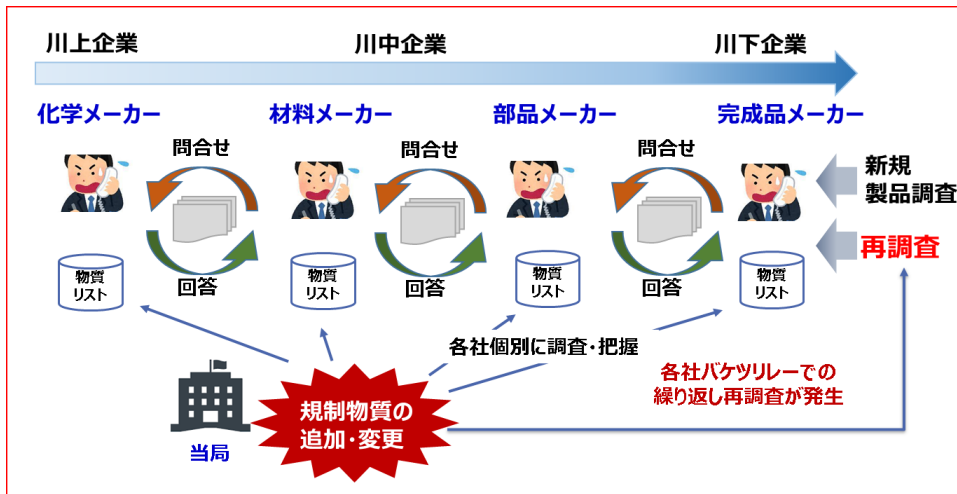 川上企業
川中企業
川下企業
化学メーカー
材料メーカー
部品メーカー
完成品メーカー
問合せ
問合せ
問合せ
新規
製品調査
再調査
物質
リスト
回答
物質
リスト
回答
物質
リスト
回答
物質
リスト
各社個別に調査・把握
各社バケツリレーでの
繰り返し再調査が発生
規制物質の
追加・変更
当局